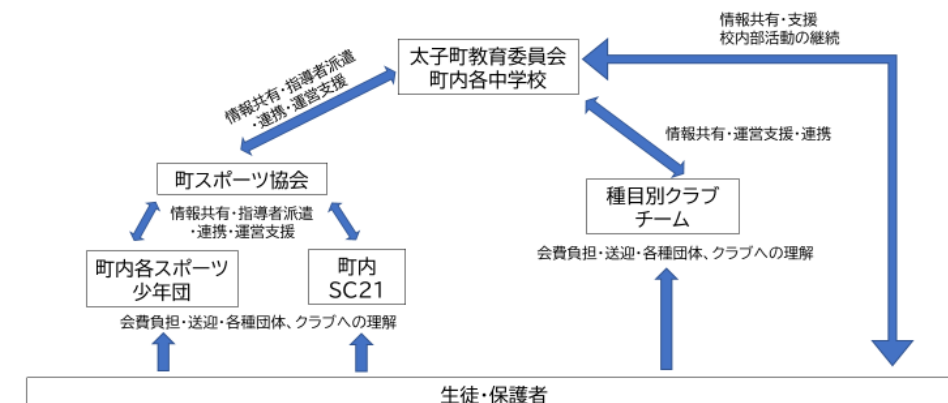 情報共有・支援
校内部活動の継続
太子町教育委員会
町内各中学校
情報共有・指導者派遣
・連携・運営支援
情報共有・運営支援・連携
町スポーツ協会
種目別クラブ
チーム
情報共有・指導者派遣
・連携・運営支援
会費負担・送迎・各種団体、クラブへの理解
町内各スポーツ
少年団
町内
SC21
会費負担・送迎・各種団体、クラブへの理解
生徒・保護者